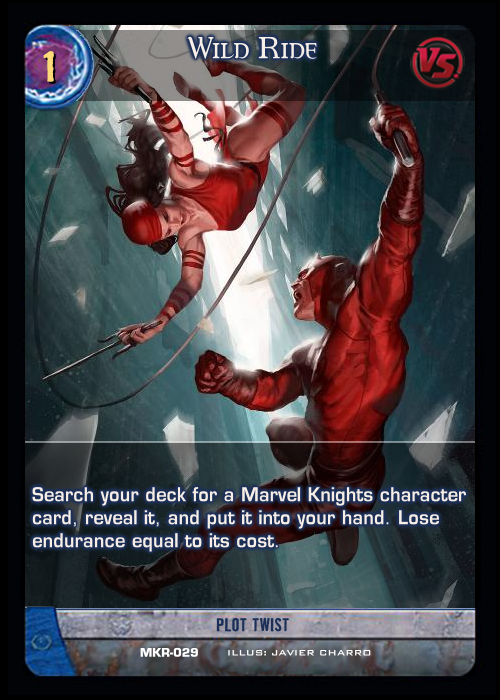 1
WILD RIDE
VS
Search your deck for a Marvel Knights character
card, reveal it, and put it into your hand. Lose
endurance equal to its cost.
PLOT TWIST
MKR-029 ILLUS: JAVIER CHARRO